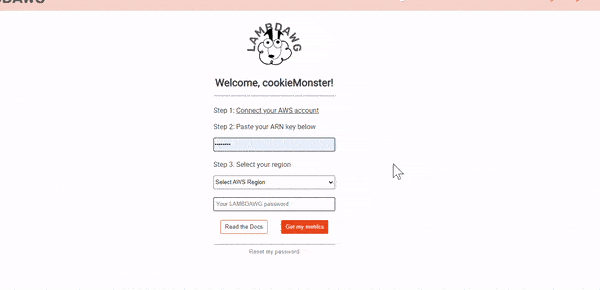 LAMBDAWG
Welcome, cookieMonster!
Step 1: Connect your AWS account
Step 2: Paste your ARN key below
••••••••
Step 3. Select your region
Select AWS Region
Your LAMBDAWG password
Read the Docs
Get my metrics
Reset my password